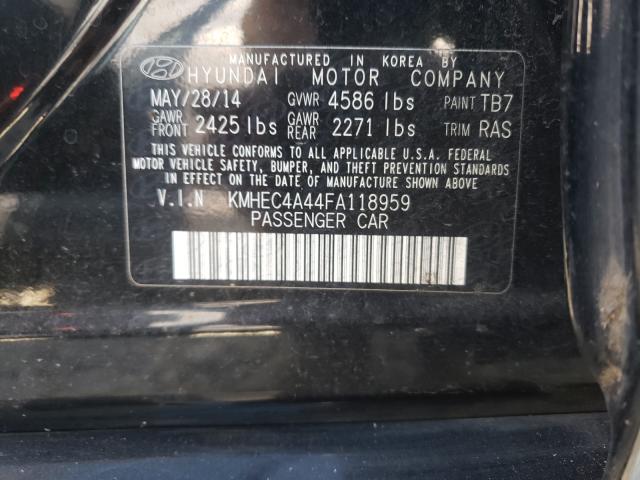 MANUFACTURED IN KOREA BY
HYUNDAI MOTOR COMPANY
MAY/28/14 GVWR 4586 lbs PAINT TB7
GAWR FRONT 2425 lbs GAWR REAR 2271 lbs TRIM RAS
THIS VEHICLE CONFORMS TO ALL APPLICABLE U.S.A. FEDERAL
MOTOR VEHICLE SAFETY, BUMPER, AND THEFT PREVENTION STANDARDS
IN EFFECT ON THE DATE OF MANUFACTURE SHOWN ABOVE
V.I.N KMHEC4A44FA118959
PASSENGER CAR